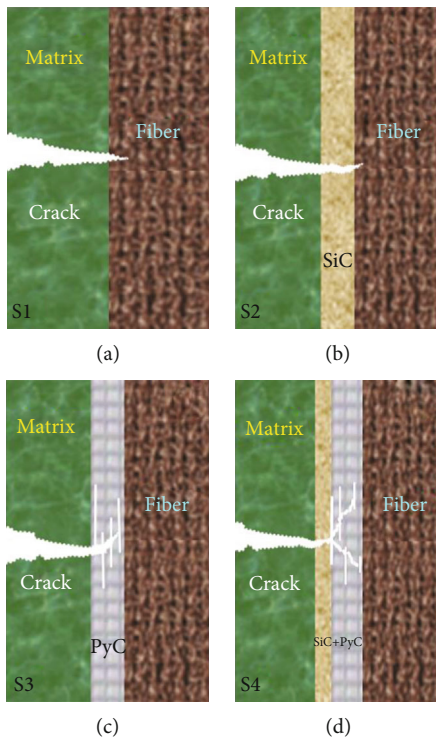 Matrix
Fiber
Crack
S1
(a)
Matrix
Fiber
Crack
SiC
S2
(b)
Matrix
Fiber
Crack
PyC
S3
(c)
Matrix
Fiber
Crack
SiC+PyC
S4
(d)